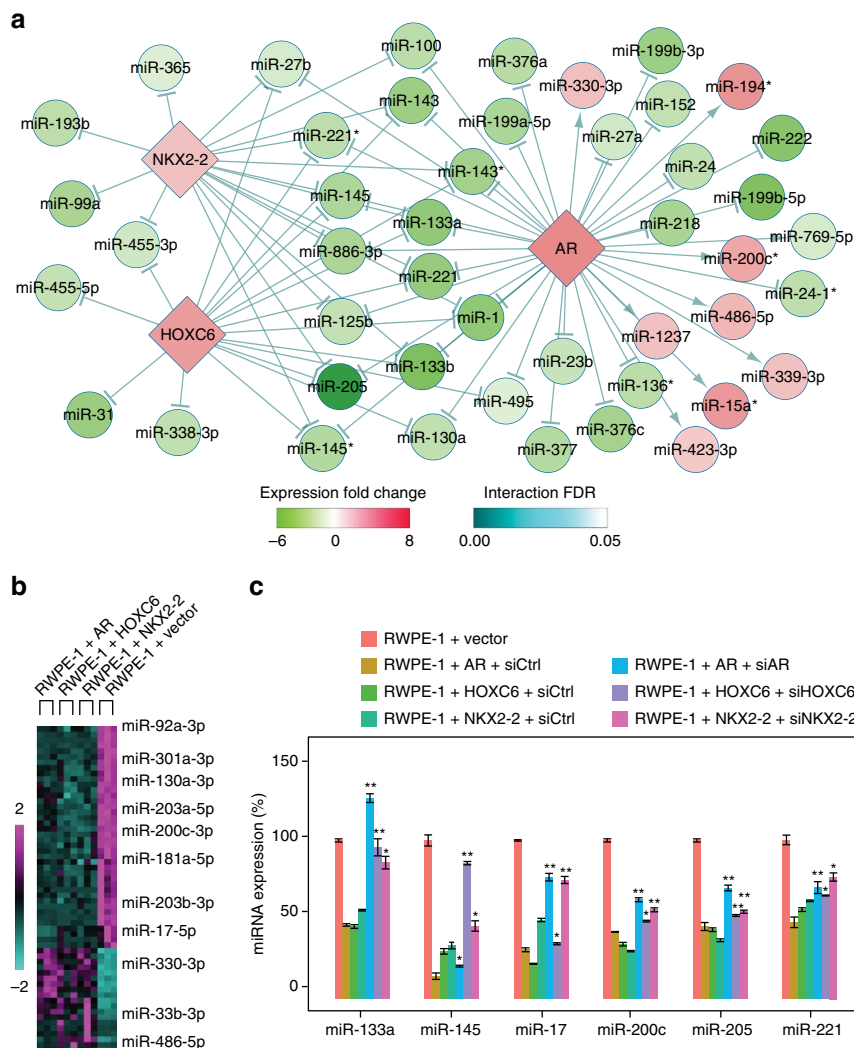 a
miR-100
miR-365
miR-27b
miR-376a
miR-199b-3p
miR-330-3p
miR-194*
miR-143
miR-152
miR-193b
miR-199a-5p
miR-221*
miR-27a
miR-222
NKX2-2
miR-143*
miR-24
miR-145
miR-199b-5p
miR-99a
miR-133a
miR-218
miR-455-3p
miR-886-3p
AR
miR-769-5p
miR-200c*
miR-221
miR-455-5p
miR-24-1*
miR-125b
miR-1
miR-486-5p
HOXC6
miR-1237
miR-23b
miR-133b
miR-339-3p
miR-205
miR-136*
miR-495
miR-15a*
miR-31
miR-338-3p
miR-130a
miR-376c
miR-145*
miR-377
miR-423-3p
Expression fold change
Interaction FDR
–6 0 8
0.00 0.05
b
RWPE-1 + AR
RWPE-1 + HOXC6
RWPE-1 + NKX2-2
RWPE-1 + vector
miR-92a-3p
miR-301a-3p
miR-130a-3p
miR-203a-5p
miR-200c-3p
miR-181a-5p
miR-203b-3p
miR-17-5p
miR-330-3p
miR-33b-3p
miR-486-5p
2
–2
c
RWPE-1 + vector
RWPE-1 + AR + siCtrl
RWPE-1 + AR + siAR
RWPE-1 + HOXC6 + siCtrl
RWPE-1 + HOXC6 + siHOXC6
RWPE-1 + NKX2-2 + siCtrl
RWPE-1 + NKX2-2 + siNKX2-2
miRNA expression (%)
150
100
50
0
** ** *
* ** *
** * **
** * **
** ** **
** * *
miR-133a miR-145 miR-17 miR-200c miR-205 miR-221